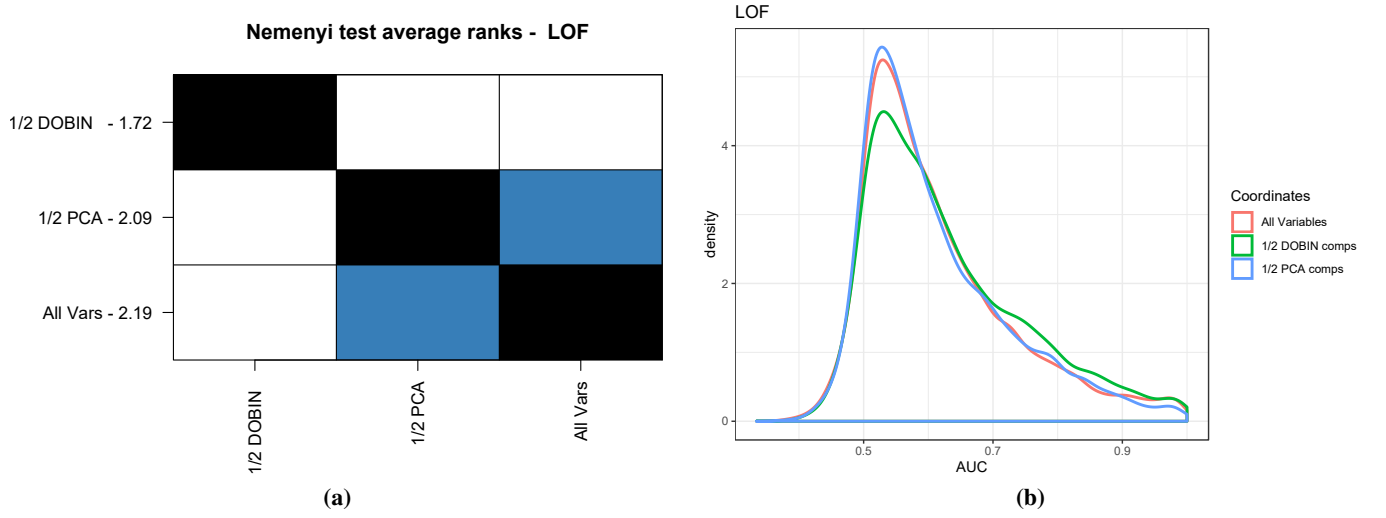 Nemenyi test average ranks - LOF
1/2 DOBIN - 1.72
1/2 PCA - 2.09
All Vars - 2.19
1/2 DOBIN
1/2 PCA
All Vars
(a)
LOF
density
4
2
0
0.5
0.7
0.9
AUC
Coordinates
All Variables
1/2 DOBIN comps
1/2 PCA comps
(b)